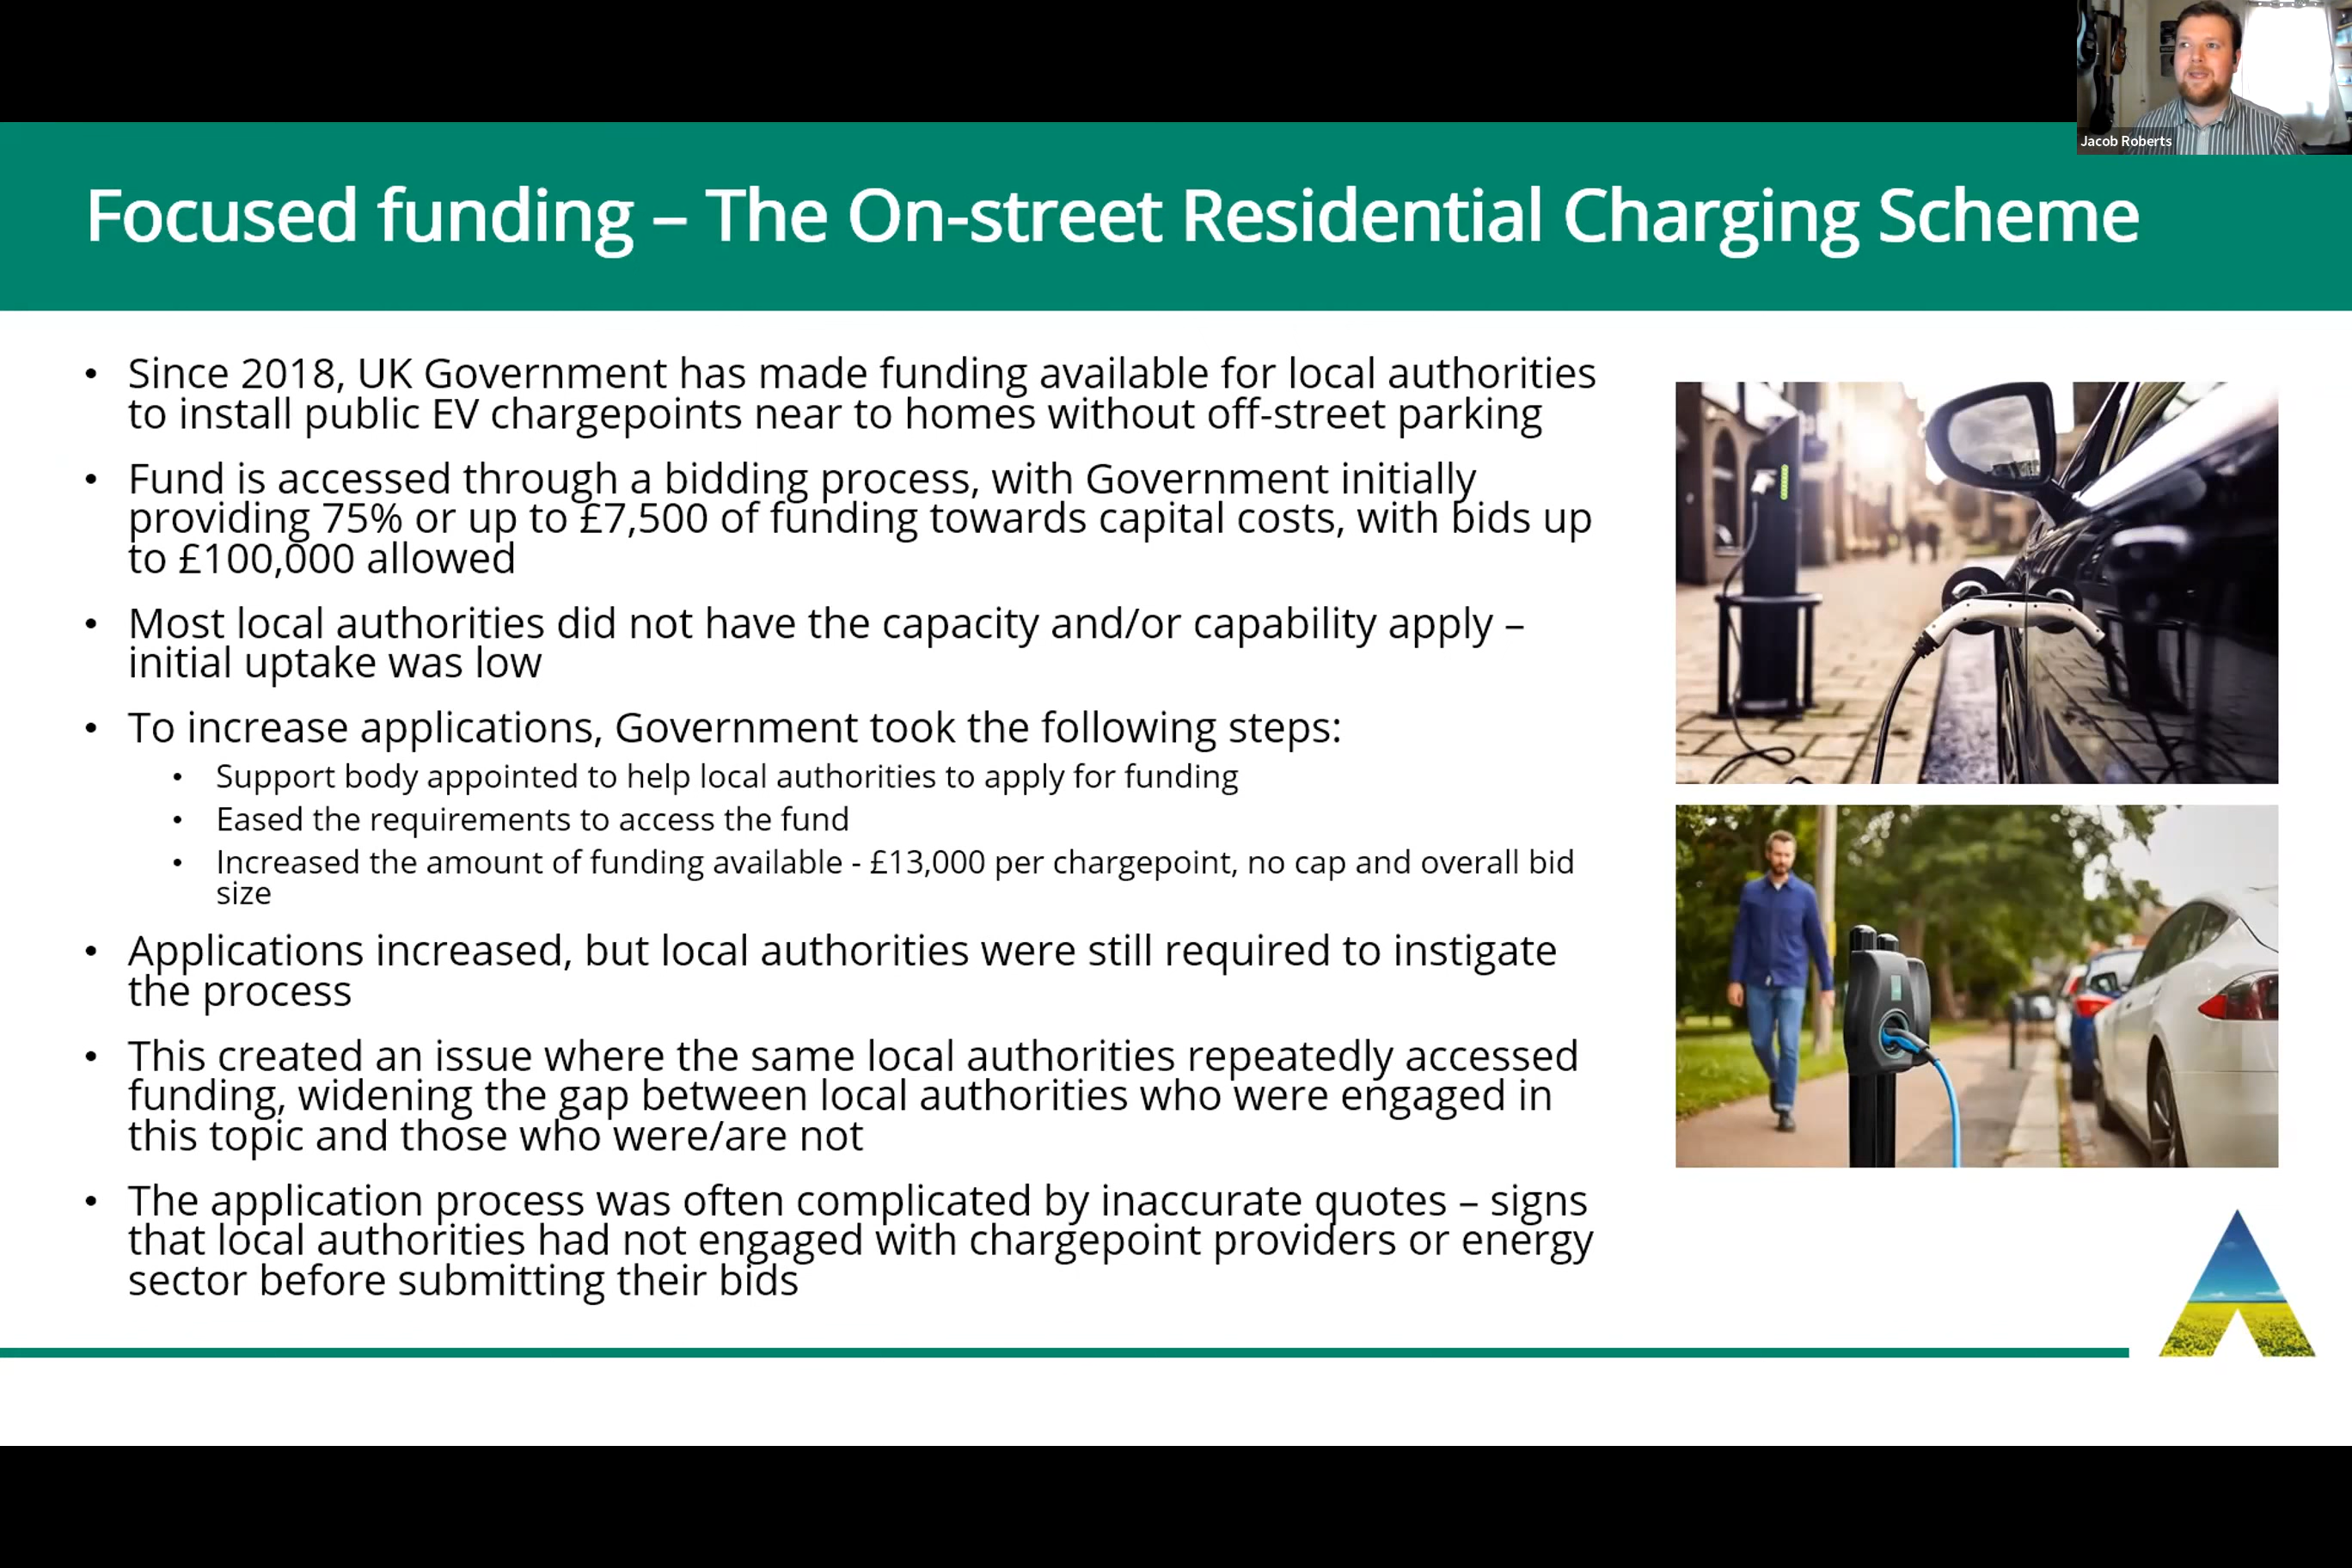 Jacob Roberts
Focused funding – The On-street Residential Charging Scheme
• Since 2018, UK Government has made funding available for local authorities
to install public EV chargepoints near to homes without off-street parking
• Fund is accessed through a bidding process, with Government initially
providing 75% or up to £7,500 of funding towards capital costs, with bids up
to £100,000 allowed
• Most local authorities did not have the capacity and/or capability apply –
initial uptake was low
• To increase applications, Government took the following steps:
• Support body appointed to help local authorities to apply for funding
• Eased the requirements to access the fund
• Increased the amount of funding available - £13,000 per chargepoint, no cap and overall bid
size
• Applications increased, but local authorities were still required to instigate
the process
• This created an issue where the same local authorities repeatedly accessed
funding, widening the gap between local authorities who were engaged in
this topic and those who were/are not
• The application process was often complicated by inaccurate quotes – signs
that local authorities had not engaged with chargepoint providers or energy
sector before submitting their bids